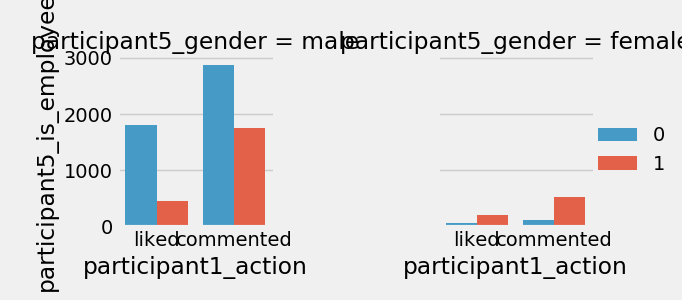 participant5_gender = male
participant5_gender = female
participant5_is_employee
3000
2000
1000
0
liked
commented
liked
commented
participant1_action
participant1_action
0
1